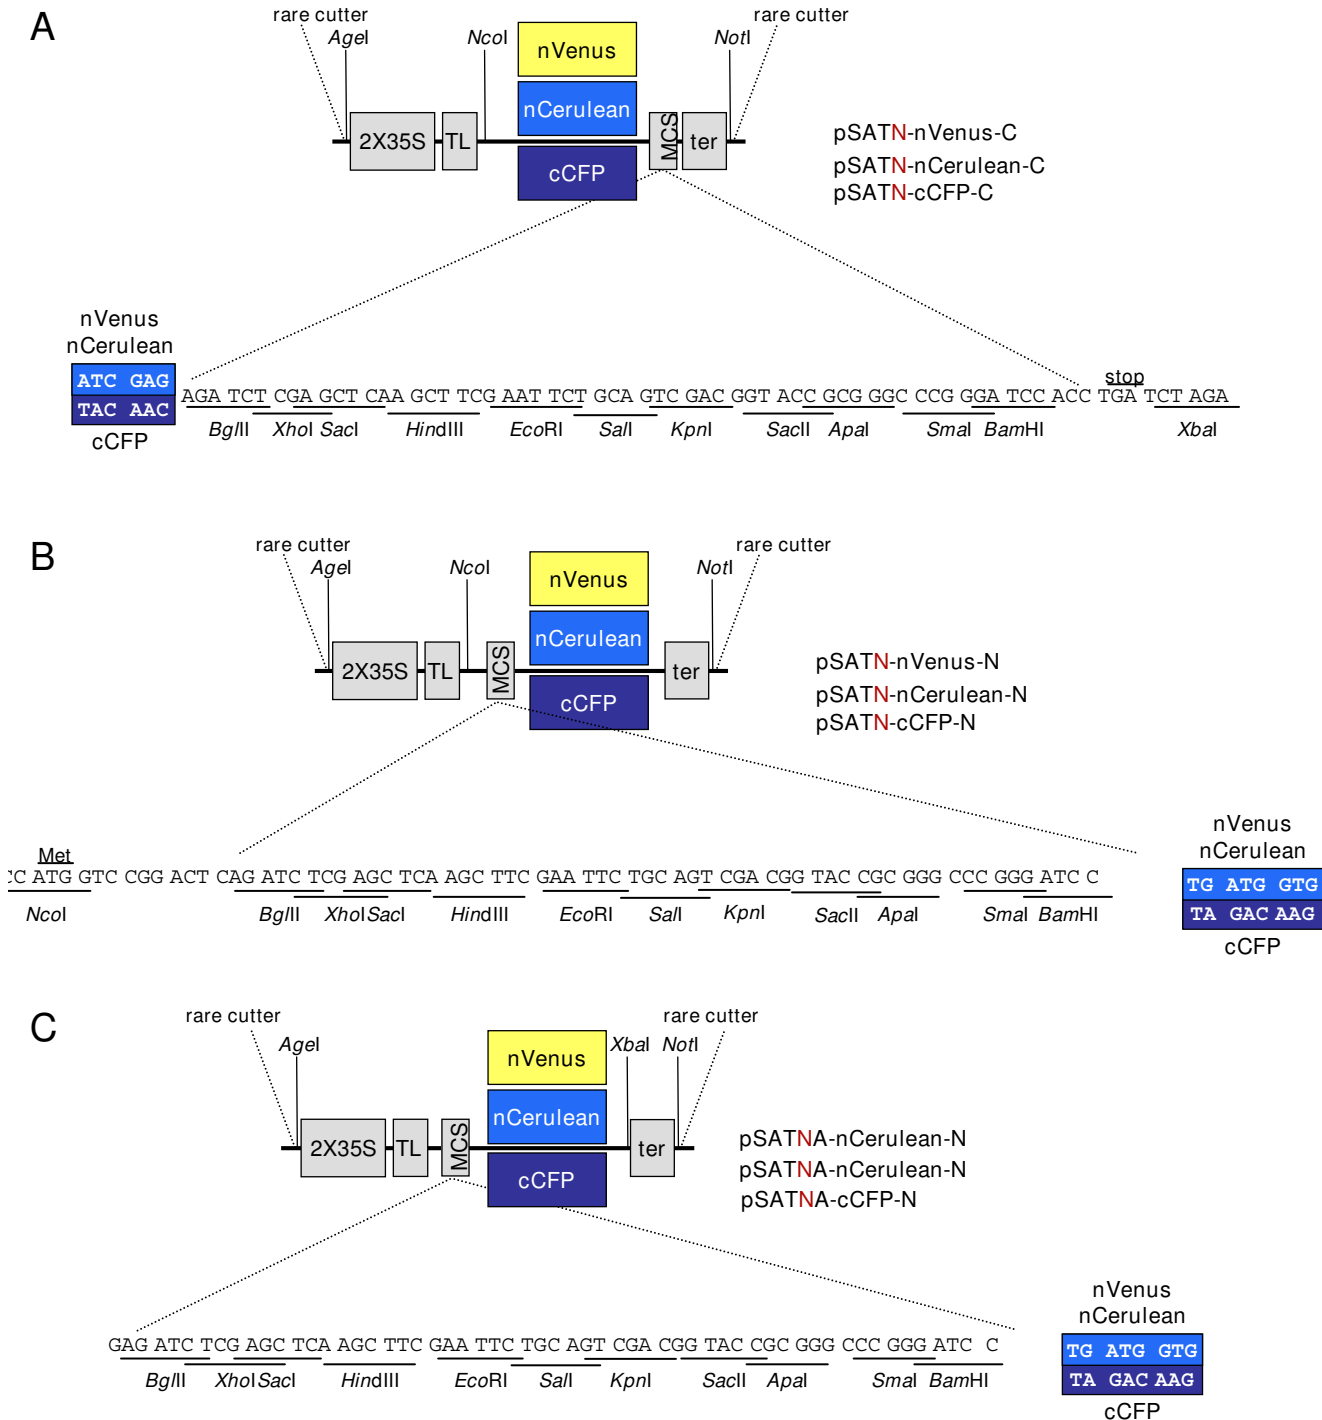 A
rare cutter
rare cutter
AgeI
NcoI
NotI
nVenus
nCerulean
2X35S
TL
MCS
ter
cCFP
pSATN-nVenus-C
pSATN-nCerulean-C
pSATN-cCFP-C
nVenus
nCerulean
ATC GAG
TAC AAC
cCFP
stop
AGA TCT CGA GCT CAA GCT TCG AAT TCT GCA GTC GAC GGT ACC GCG GGC CCG GGA TCC ACC TGA TCT AGA
BglII XhoI SacI HindIII EcoRI SalI KpnI SacII ApaI SmaI BamHI XbaI
B
rare cutter
rare cutter
AgeI
NcoI
NotI
nVenus
nCerulean
2X35S
TL
MCS
ter
cCFP
pSATN-nVenus-N
pSATN-nCerulean-N
pSATN-cCFP-N
nVenus
nCerulean
Met
CC ATG GTC CGG ACT CAG ATC TCG AGC TCA AGC TTC GAA TTC TGC AGT CGA CGG TAC CGC GGG CCC GGG ATC C
TG ATG GTG
TA GAC AAG
cCFP
NcoI BglII XhoI SacI HindIII EcoRI SalI KpnI SacII ApaI SmaI BamHI
C
rare cutter
rare cutter
AgeI
XbaI
NotI
nVenus
nCerulean
2X35S
TL
MCS
ter
cCFP
pSATNA-nCerulean-N
pSATNA-nCerulean-N
pSATNA-cCFP-N
nVenus
nCerulean
GAG ATC TCG AGC TCA AGC TTC GAA TTC TGC AGT CGA CGG TAC CGC GGG CCC GGG ATC C
TG ATG GTG
TA GAC AAG
cCFP
BglII XhoI SacI HindIII EcoRI SalI KpnI SacII ApaI SmaI BamHI